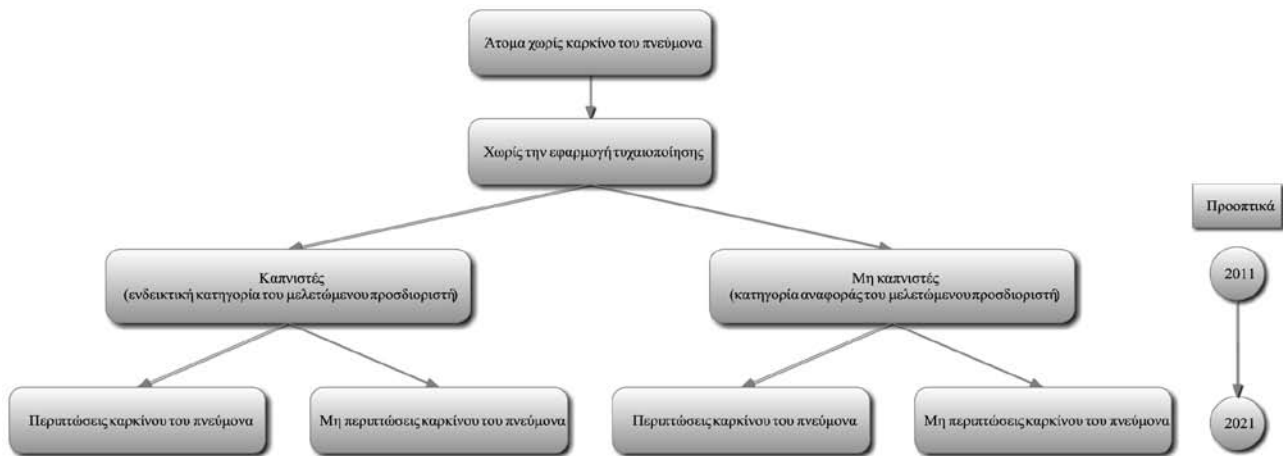 Άτομα χωρίς καρκίνο του πνεύμονα
Χωρίς την εφαρμογή τυχαιοποίησης
Προοπτικά
Καπνιστές
(ενδεικτική κατηγορία του μελετώμενου προσδιοριστή)
Μη καπνιστές
(κατηγορία αναφοράς του μελετώμενου προσδιοριστή)
2011
Περιπτώσεις καρκίνου του πνεύμονα
Μη περιπτώσεις καρκίνου του πνεύμονα
Περιπτώσεις καρκίνου του πνεύμονα
Μη περιπτώσεις καρκίνου του πνεύμονα
2021